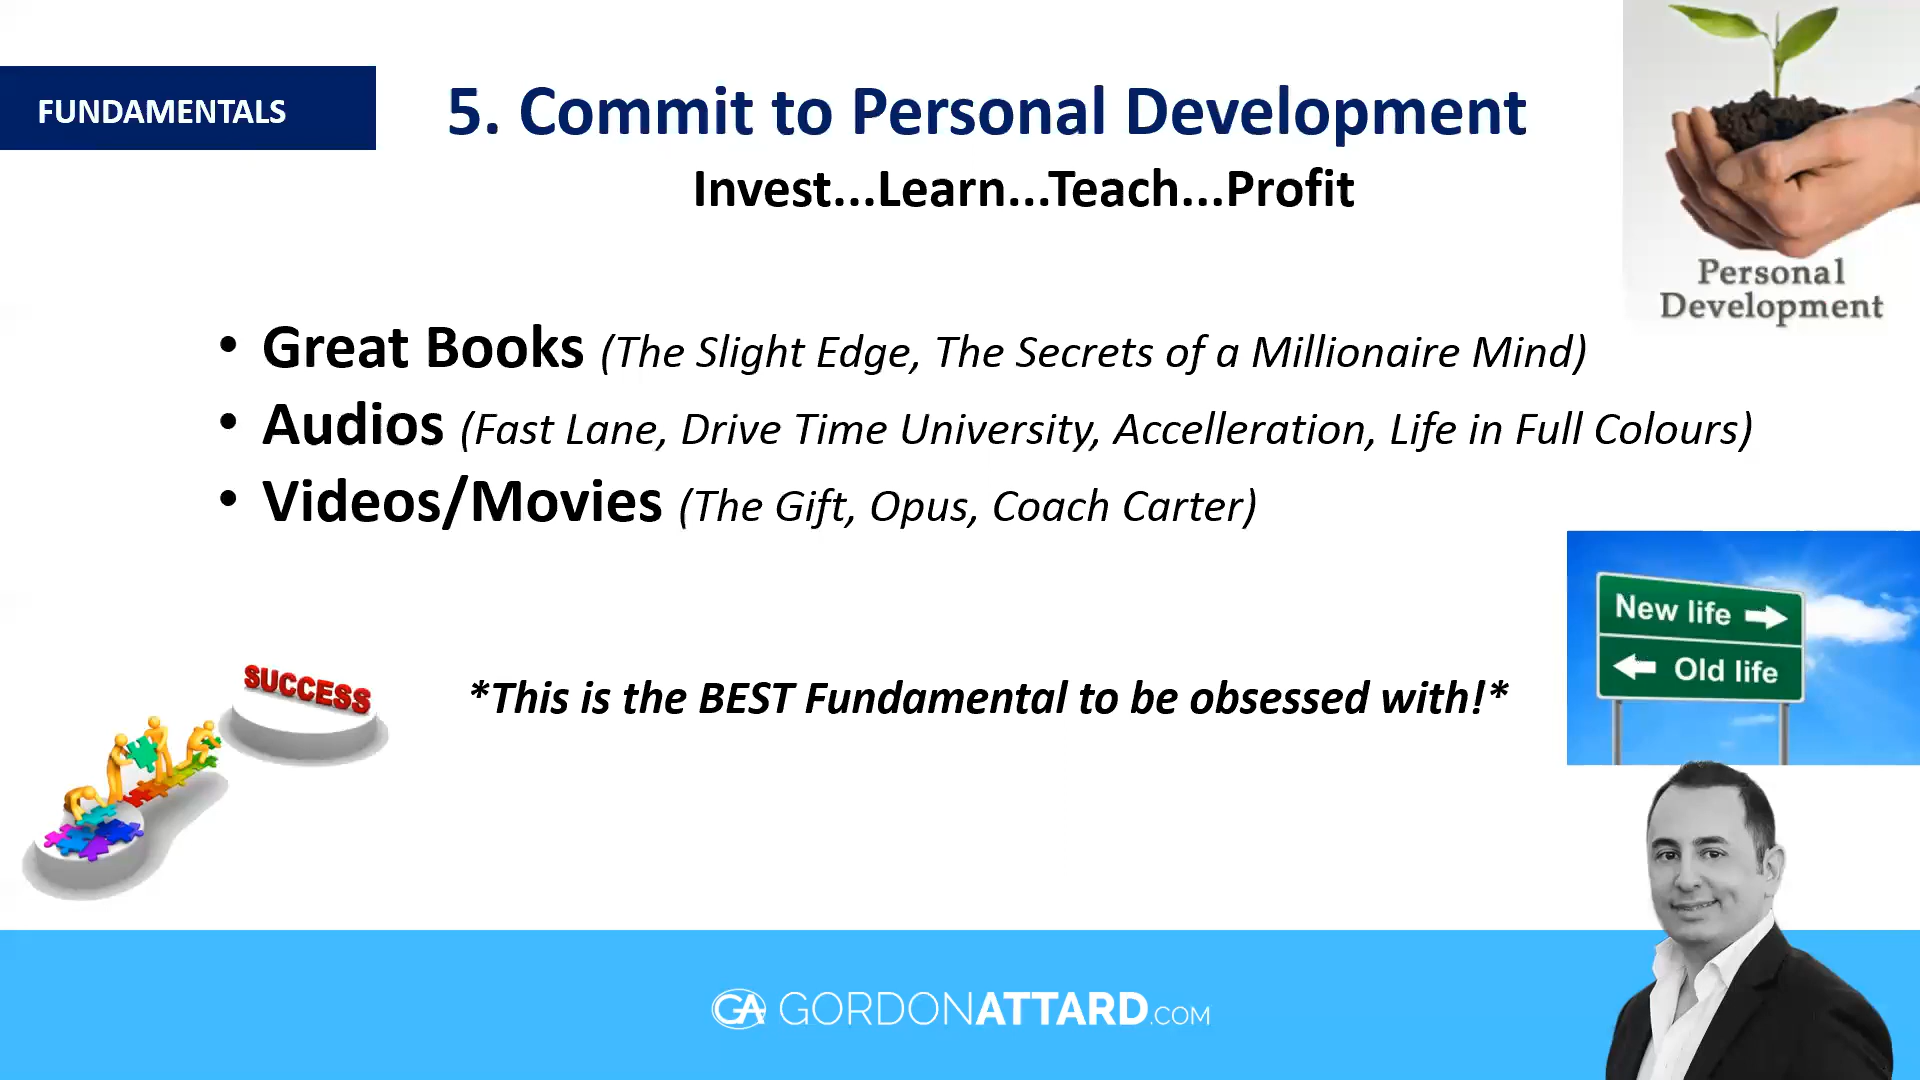 FUNDAMENTALS
5. Commit to Personal Development
Invest...Learn...Teach...Profit
Personal
Development
• Great Books (The Slight Edge, The Secrets of a Millionaire Mind)
• Audios (Fast Lane, Drive Time University, Accelleration, Life in Full Colours)
• Videos/Movies (The Gift, Opus, Coach Carter)
New life
Old life
SUCCESS
*This is the BEST Fundamental to be obsessed with!*
GA GORDONATTARD.COM